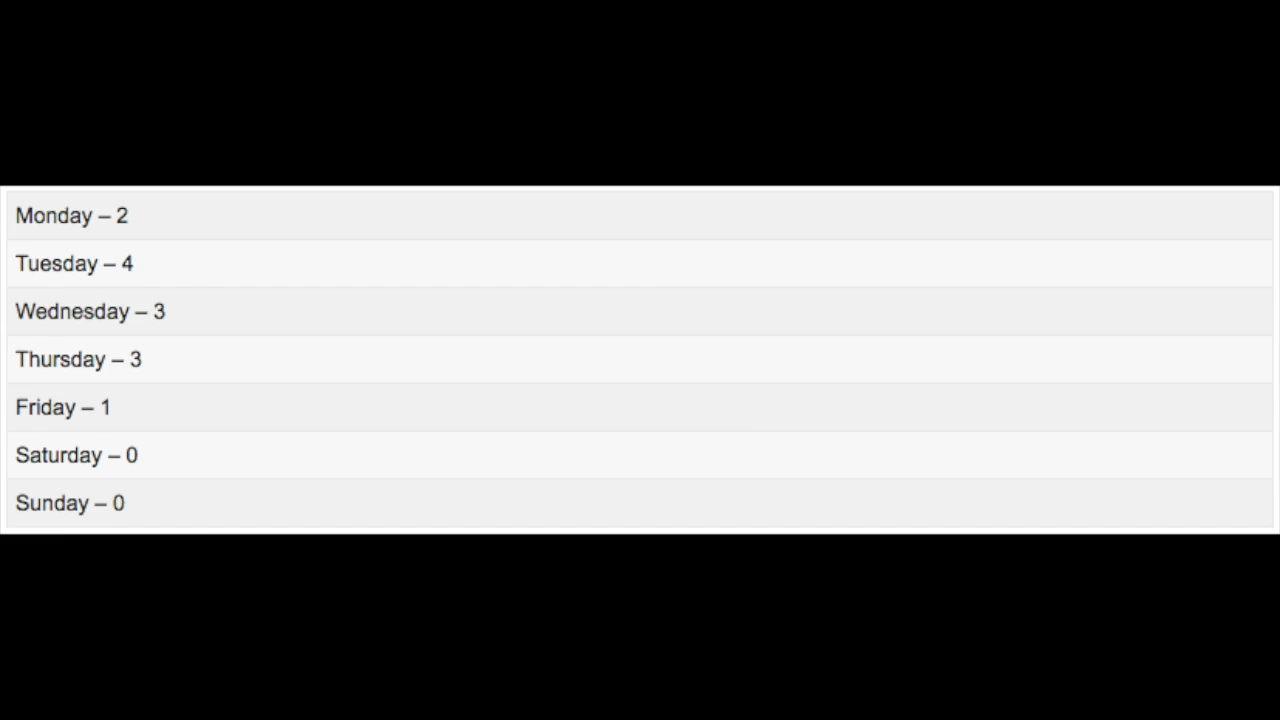 Monday – 2
Tuesday – 4
Wednesday – 3
Thursday – 3
Friday – 1
Saturday – 0
Sunday – 0